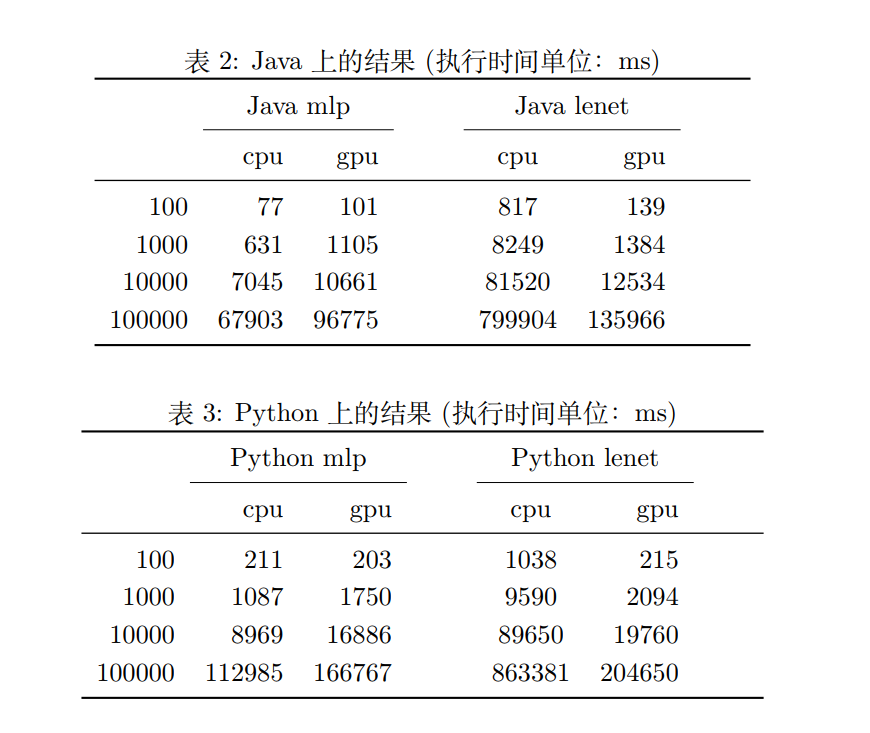 表 2: Java 上的结果 (执行时间单位：ms)
Java mlp Java lenet
cpu gpu cpu gpu
100 77 101 817 139
1000 631 1105 8249 1384
10000 7045 10661 81520 12534
100000 67903 96775 799904 135966
表 3: Python 上的结果 (执行时间单位：ms)
Python mlp Python lenet
cpu gpu cpu gpu
100 211 203 1038 215
1000 1087 1750 9590 2094
10000 8969 16886 89650 19760
100000 112985 166767 863381 204650